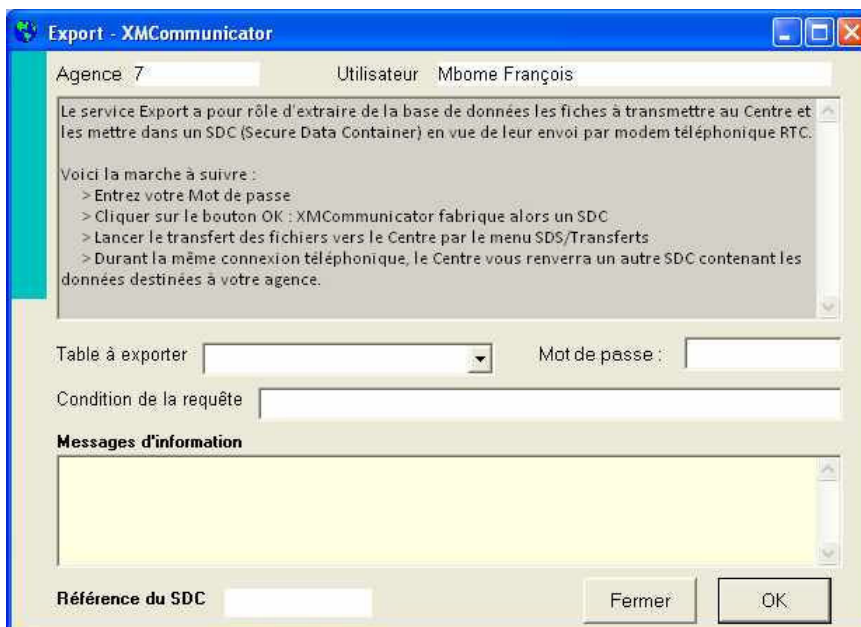 Export - XMCommunicator
Agence 7 Utilisateur Mbome François
Le service Export a pour rôle d'extraire de la base de données les fiches à transmettre au Centre et
les mettre dans un SDC (Secure Data Container) en vue de leur envoi par modem téléphonique RTC.
Voici la marche à suivre :
> Entrez votre Mot de passe
> Cliquer sur le bouton OK : XMCommunicator fabrique alors un SDC
> Lancer le transfert des fichiers vers le Centre par le menu SDS/Transferts
> Durant la même connexion téléphonique, le Centre vous renverra un autre SDC contenant les
données destinées à votre agence.
Table à exporter Mot de passe :
Condition de la requête
Messages d'information
Référence du SDC Fermer OK